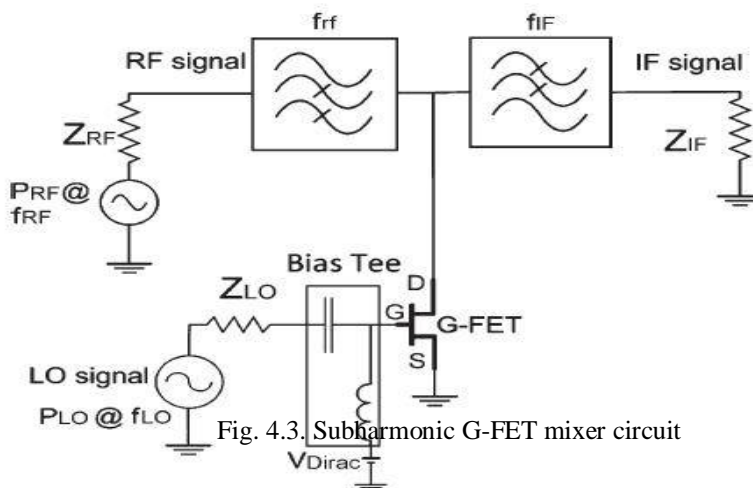 frf
fIF
RF signal
IF signal
ZRF
ZIF
PRF @
fRF
Bias Tee
ZLO
D
G
G-FET
S
LO signal
PLO @ fLO
Fig. 4.3. Subharmonic G-FET mixer circuit
VDirac